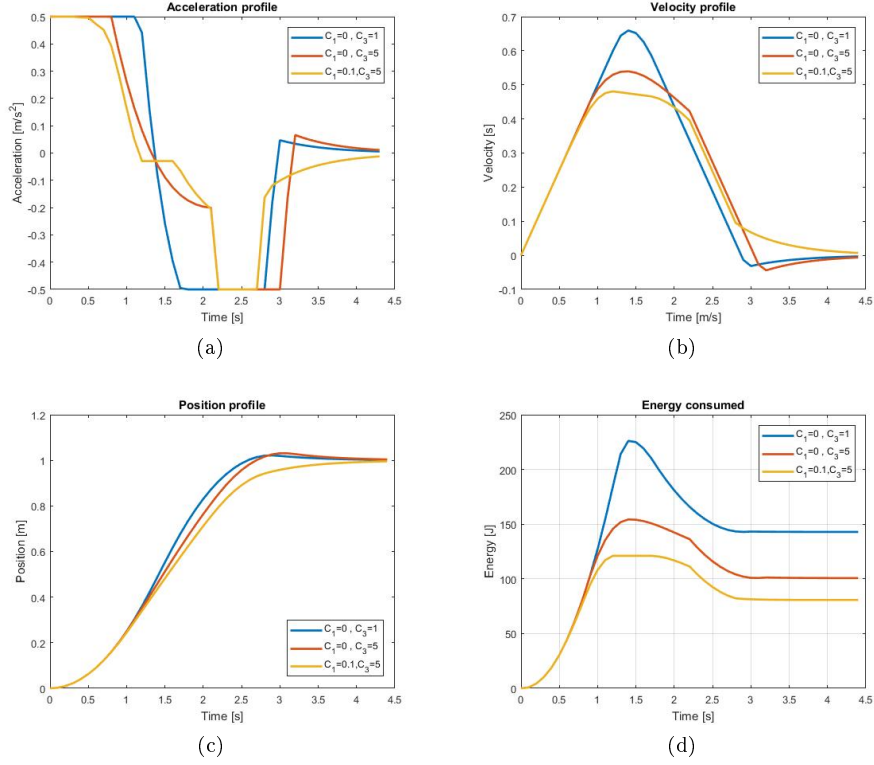 Acceleration profile
C1=0 , C3=1
C1=0 , C3=5
C1=0.1,C3=5
0.5
0.4
0.3
0.2
0.1
0
-0.1
-0.2
-0.3
-0.4
-0.5
Acceleration [m/s²]
0 0.5 1 1.5 2 2.5 3 3.5 4 4.5
Time [s]
(a)
Velocity profile
C1=0 , C3=1
C1=0 , C3=5
C1=0.1,C3=5
0.7
0.6
0.5
0.4
0.3
0.2
0.1
0
-0.1
Velocity [s]
0 0.5 1 1.5 2 2.5 3 3.5 4 4.5
Time [m/s]
(b)
Position profile
1.2
1
0.8
0.6
0.4
0.2
0
Position [m]
C1=0 , C3=1
C1=0 , C3=5
C1=0.1,C3=5
0 0.5 1 1.5 2 2.5 3 3.5 4 4.5
Time [s]
(c)
Energy consumed
C1=0 , C3=1
C1=0 , C3=5
C1=0.1,C3=5
250
200
150
100
50
0
Energy [J]
0 0.5 1 1.5 2 2.5 3 3.5 4 4.5
Time [s]
(d)